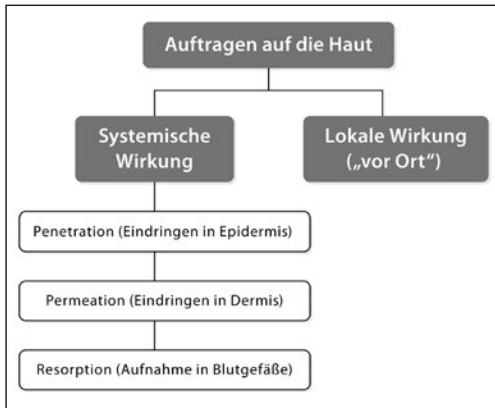 Auftragen auf die Haut
Systemische
Wirkung
Lokale Wirkung
(„vor Ort“)
Penetration (Eindringen in Epidermis)
Permeation (Eindringen in Dermis)
Resorption (Aufnahme in Blutgefäße)